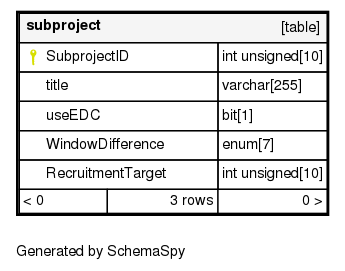 subproject [table]
SubprojectID int unsigned[10]
title varchar[255]
useEDC bit[1]
WindowDifference enum[7]
RecruitmentTarget int unsigned[10]
< 0 3 rows 0 >
Generated by SchemaSpy